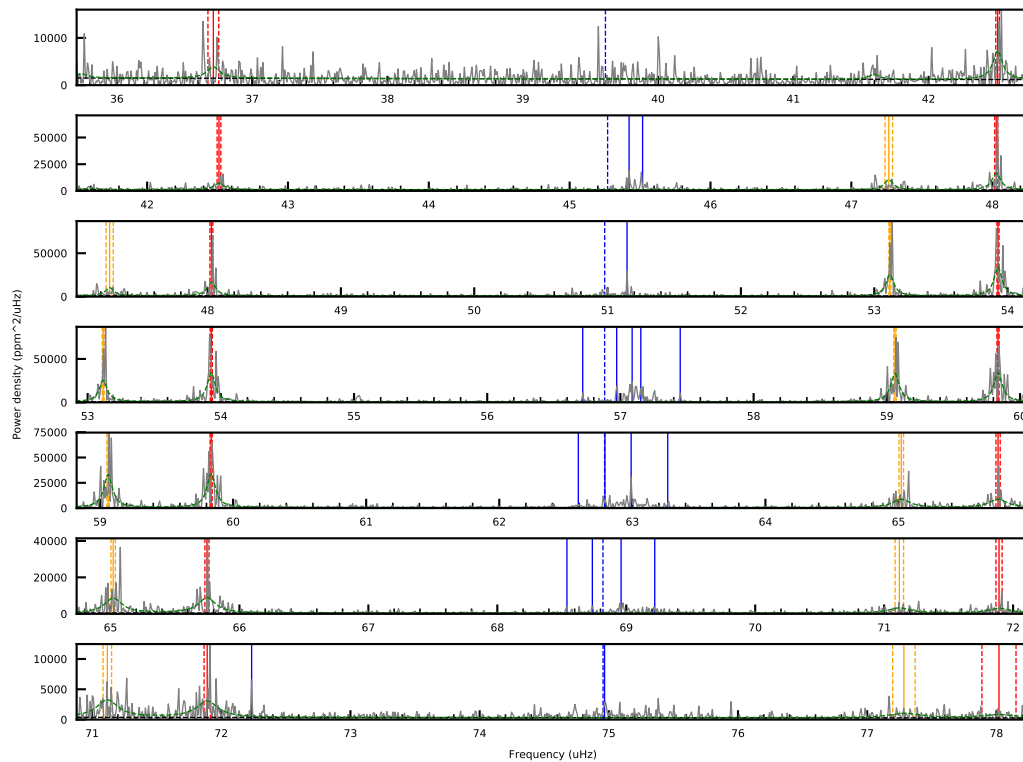 10000
0
36 37 38 39 40 41 42
50000
25000
0
42 43 44 45 46 47 48
50000
0
48 49 50 51 52 53 54
50000
0
53 54 55 56 57 58 59 60
75000
50000
25000
0
59 60 61 62 63 64 65
40000
20000
0
65 66 67 68 69 70 71 72
10000
5000
0
71 72 73 74 75 76 77 78
Power density (ppm^2/uHz)
Frequency (uHz)